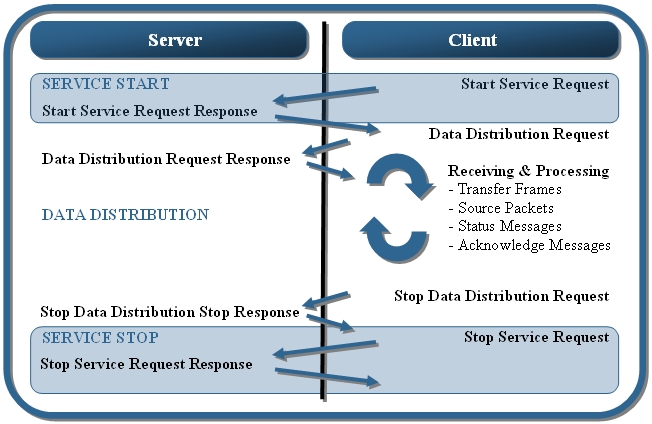 Server
Client
SERVICE START
Start Service Request
Start Service Request Response
Data Distribution Request
Data Distribution Request Response
Receiving & Processing
- Transfer Frames
- Source Packets
- Status Messages
- Acknowledge Messages
DATA DISTRIBUTION
Stop Data Distribution Request
Stop Data Distribution Stop Response
SERVICE STOP
Stop Service Request
Stop Service Request Response